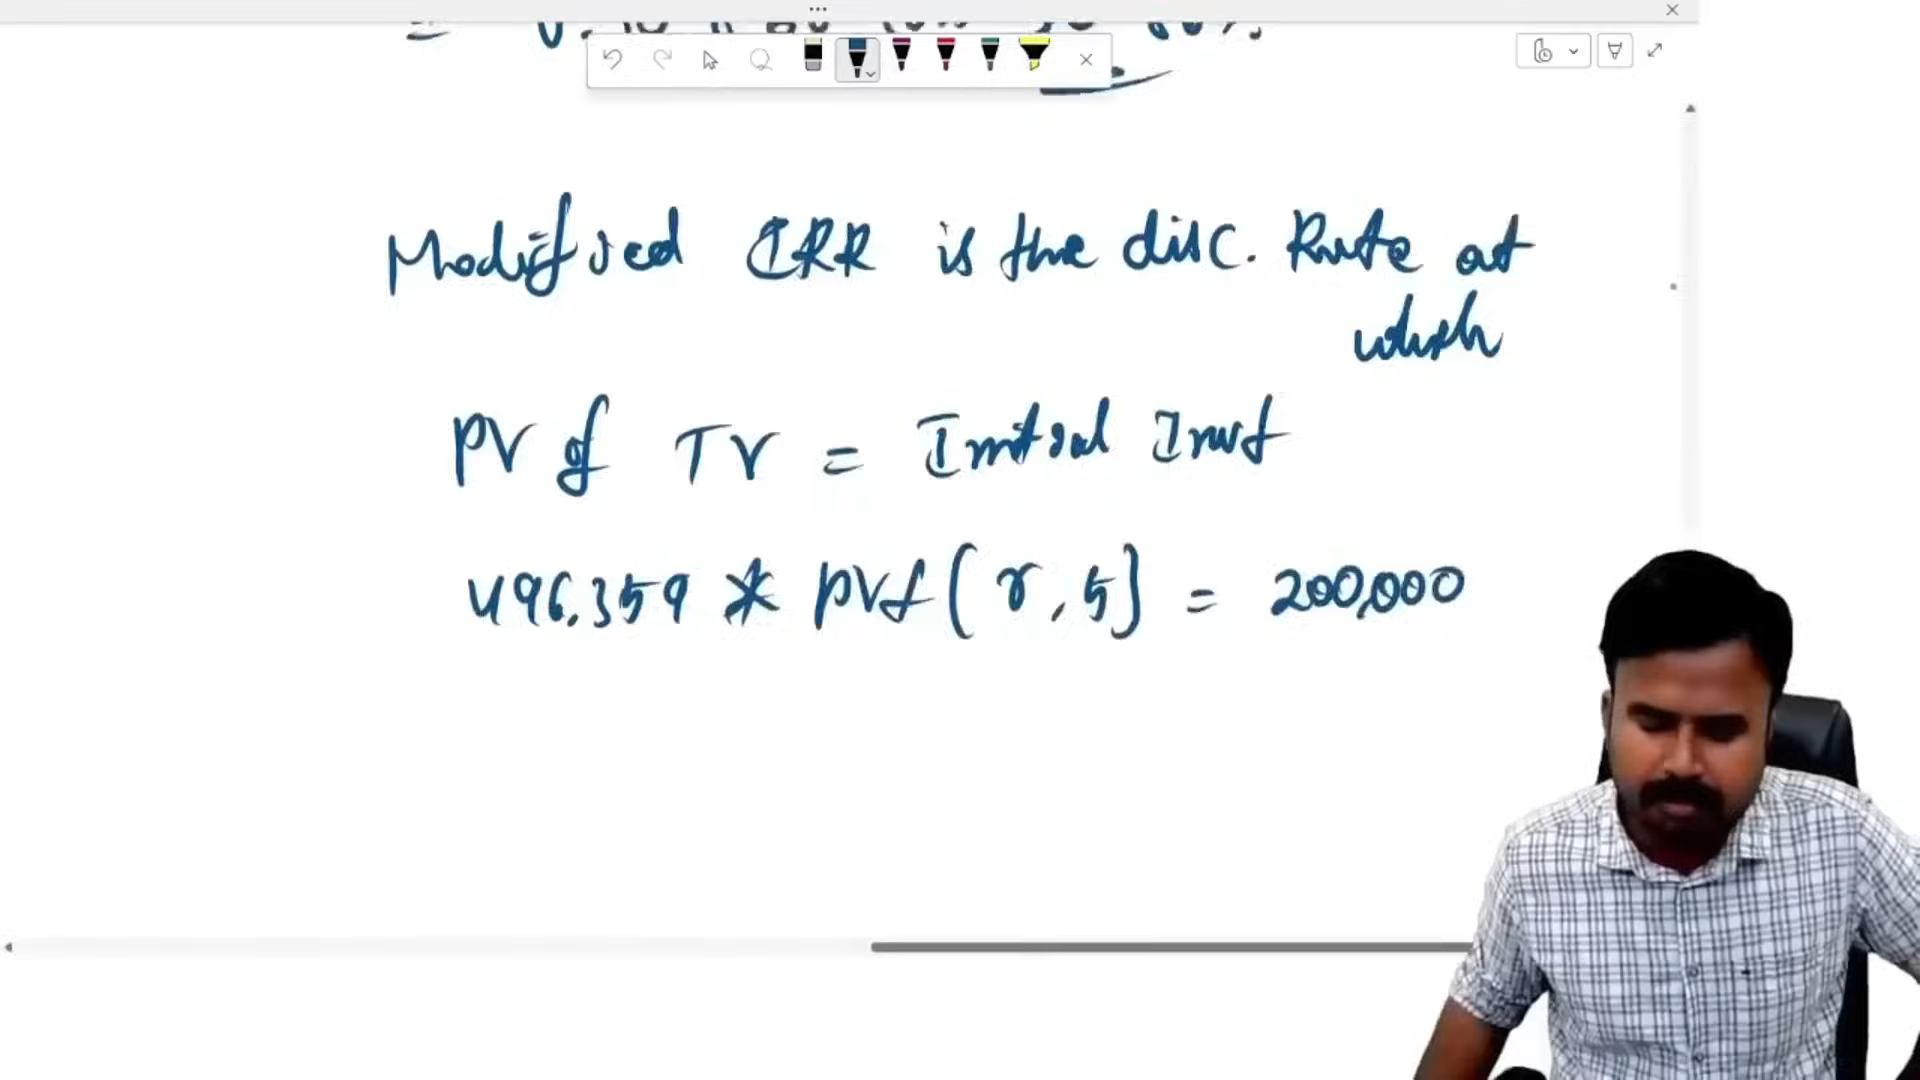 Modified IRR is the disc. Rate at
which
PV of TV = Initial Invt
496,359 * PVf(r,5) = 200,000